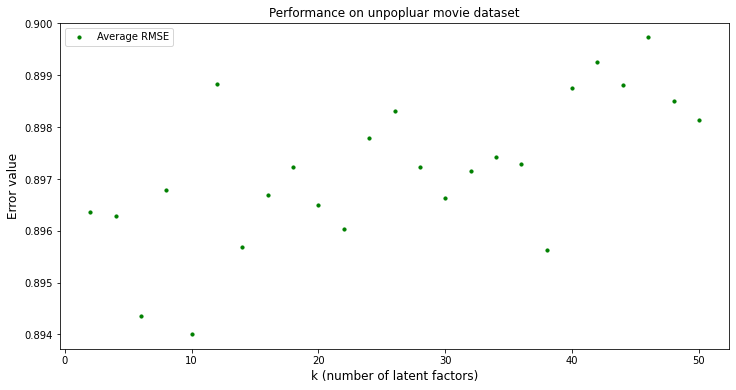 Performance on unpopluar movie dataset
Average RMSE
Error value
0.900
0.899
0.898
0.897
0.896
0.895
0.894
0 10 20 30 40 50
k (number of latent factors)